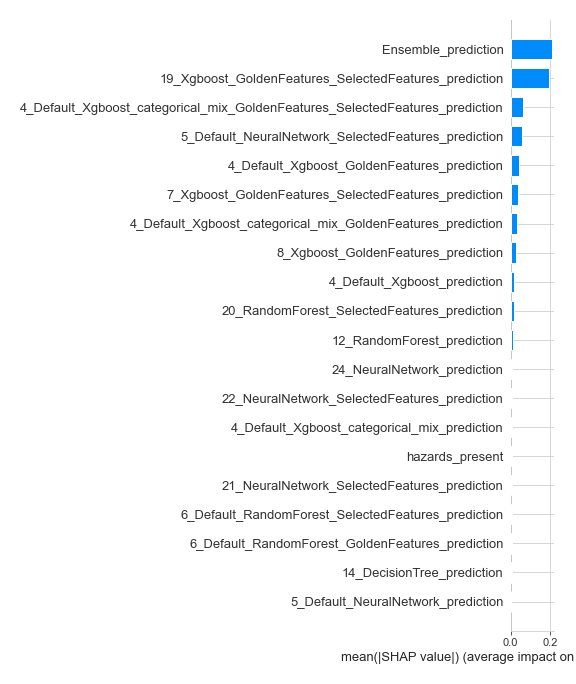 Ensemble_prediction
19_Xgboost_GoldenFeatures_SelectedFeatures_prediction
4_Default_Xgboost_categorical_mix_GoldenFeatures_SelectedFeatures_prediction
5_Default_NeuralNetwork_SelectedFeatures_prediction
4_Default_Xgboost_GoldenFeatures_prediction
7_Xgboost_GoldenFeatures_SelectedFeatures_prediction
4_Default_Xgboost_categorical_mix_GoldenFeatures_prediction
8_Xgboost_GoldenFeatures_prediction
4_Default_Xgboost_prediction
20_RandomForest_SelectedFeatures_prediction
12_RandomForest_prediction
24_NeuralNetwork_prediction
22_NeuralNetwork_SelectedFeatures_prediction
4_Default_Xgboost_categorical_mix_prediction
hazards_present
21_NeuralNetwork_SelectedFeatures_prediction
6_Default_RandomForest_SelectedFeatures_prediction
6_Default_RandomForest_GoldenFeatures_prediction
14_DecisionTree_prediction
5_Default_NeuralNetwork_prediction
0.0 0.2
mean(|SHAP value|) (average impact on